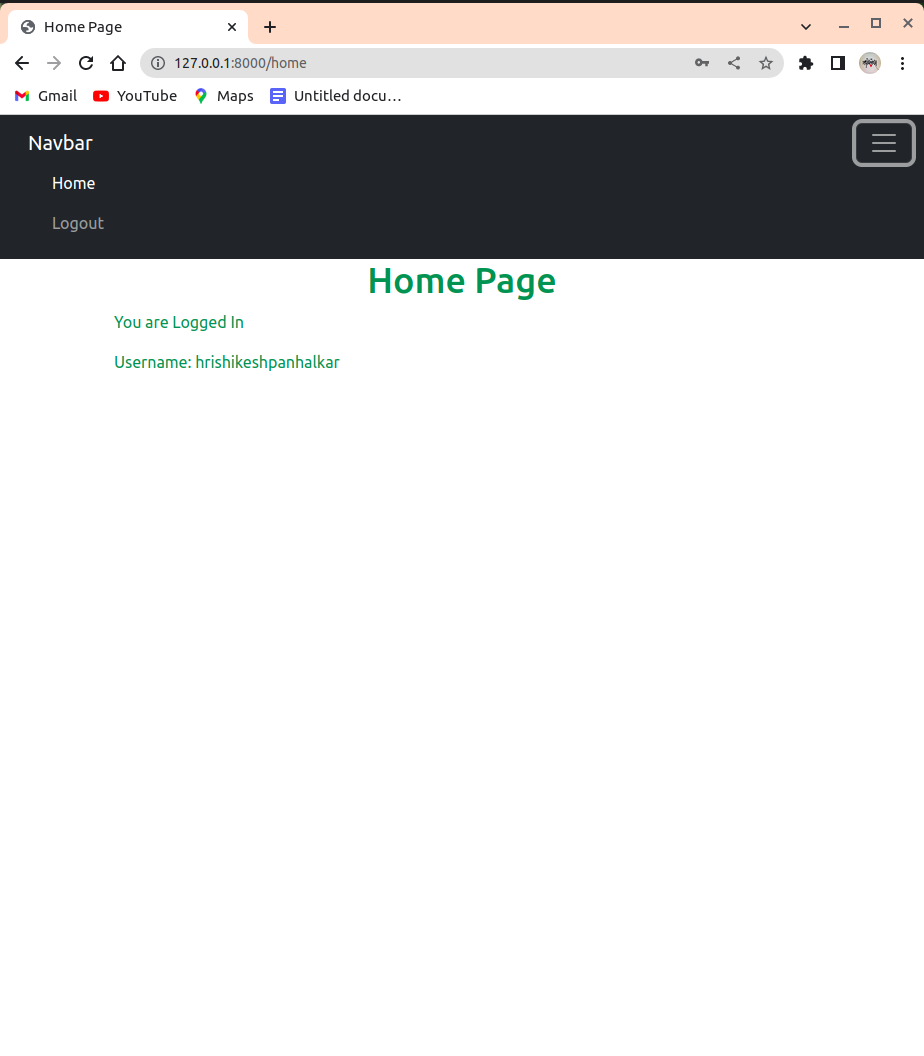 Home Page
127.0.0.1:8000/home
Gmail YouTube Maps Untitled docu...
Navbar
Home
Logout
Home Page
You are Logged In
Username: hrishikeshpanhalkar